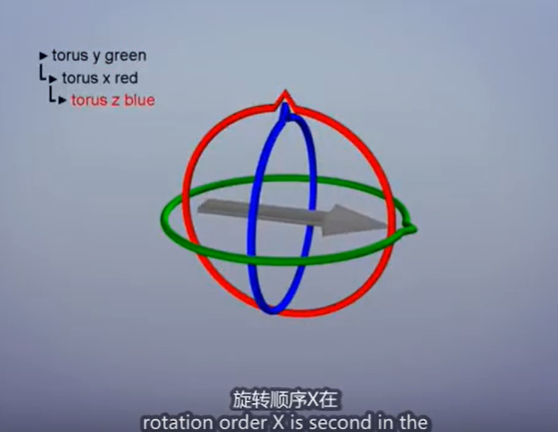 torus y green
torus x red
torus z blue
旋转顺序X在
rotation order X is second in the